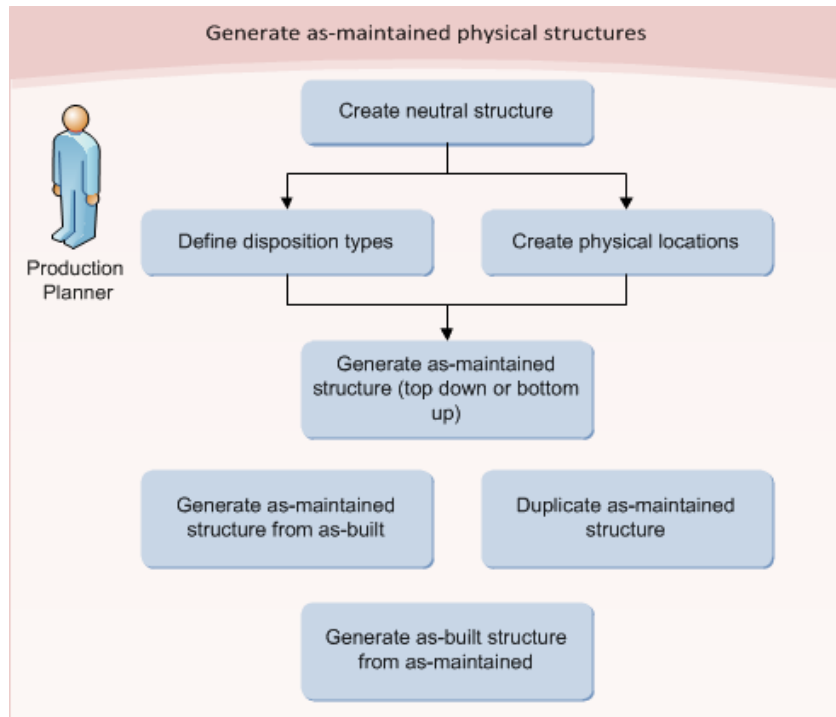 Generate as-maintained physical structures
Create neutral structure
Define disposition types
Create physical locations
Production
Planner
Generate as-maintained
structure (top down or bottom
up)
Generate as-maintained
structure from as-built
Duplicate as-maintained
structure
Generate as-built structure
from as-maintained